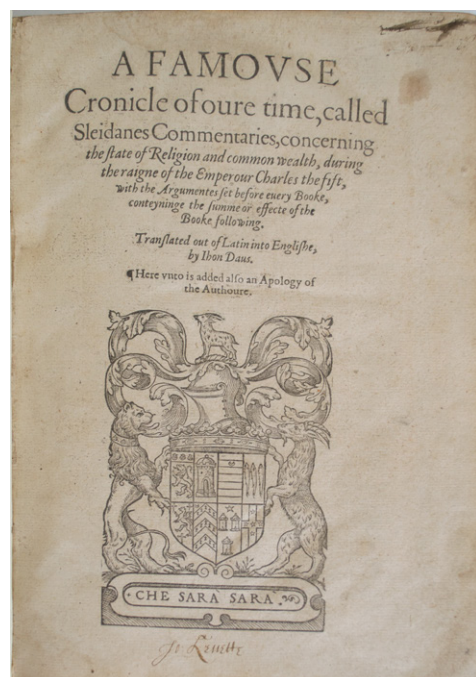 A FAMOVSE
Cronicle of oure time, called
Sleidanes Commentaries, concerning
the ſtate of Religion and common wealth, during
the raigne of the Emperour Charles the fift,
with the Argumentes ſet before euery Booke,
conteyninge the ſumme or effecte of the
Booke following.
Tranſlated out of Latin into Engliſhe,
by Ihon Daus.
¶ Here vnto is added alſo an Apology of
the Authoure.
CHE SARA SARA